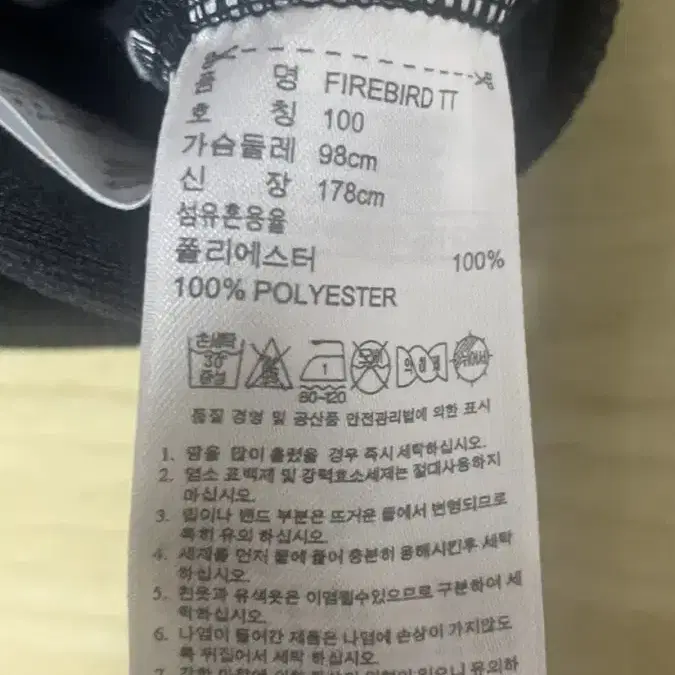 품 명 FIREBIRD TT
호 칭 100
가슴둘레 98cm
신 장 178cm
섬유혼용율
폴리에스터 100%
100% POLYESTER
손세탁
30°
중성
1
80-120
드라이
약하게
뉘어서
품질 경영 및 공산품 안전관리법에 의한 표시
1. 땀을 많이 흘렸을 경우 즉시 세탁하십시오.
2. 염소 표백제 및 강력효소세제는 절대사용하지
마십시오.
3. 립이나 밴드 부분은 뜨거운 물에서 변형되므로
특히 유의 하십시오.
4. 세제를 먼저 물에 풀어 충분히 용해시킨후 세탁
하십시오.
5. 흰옷과 유색옷은 이염될수있으므로 구분하여 세
탁하십시오.
6. 나염이 들어간 제품은 나염에 손상이 가지않도
록 뒤집어서 세탁 하십시오.